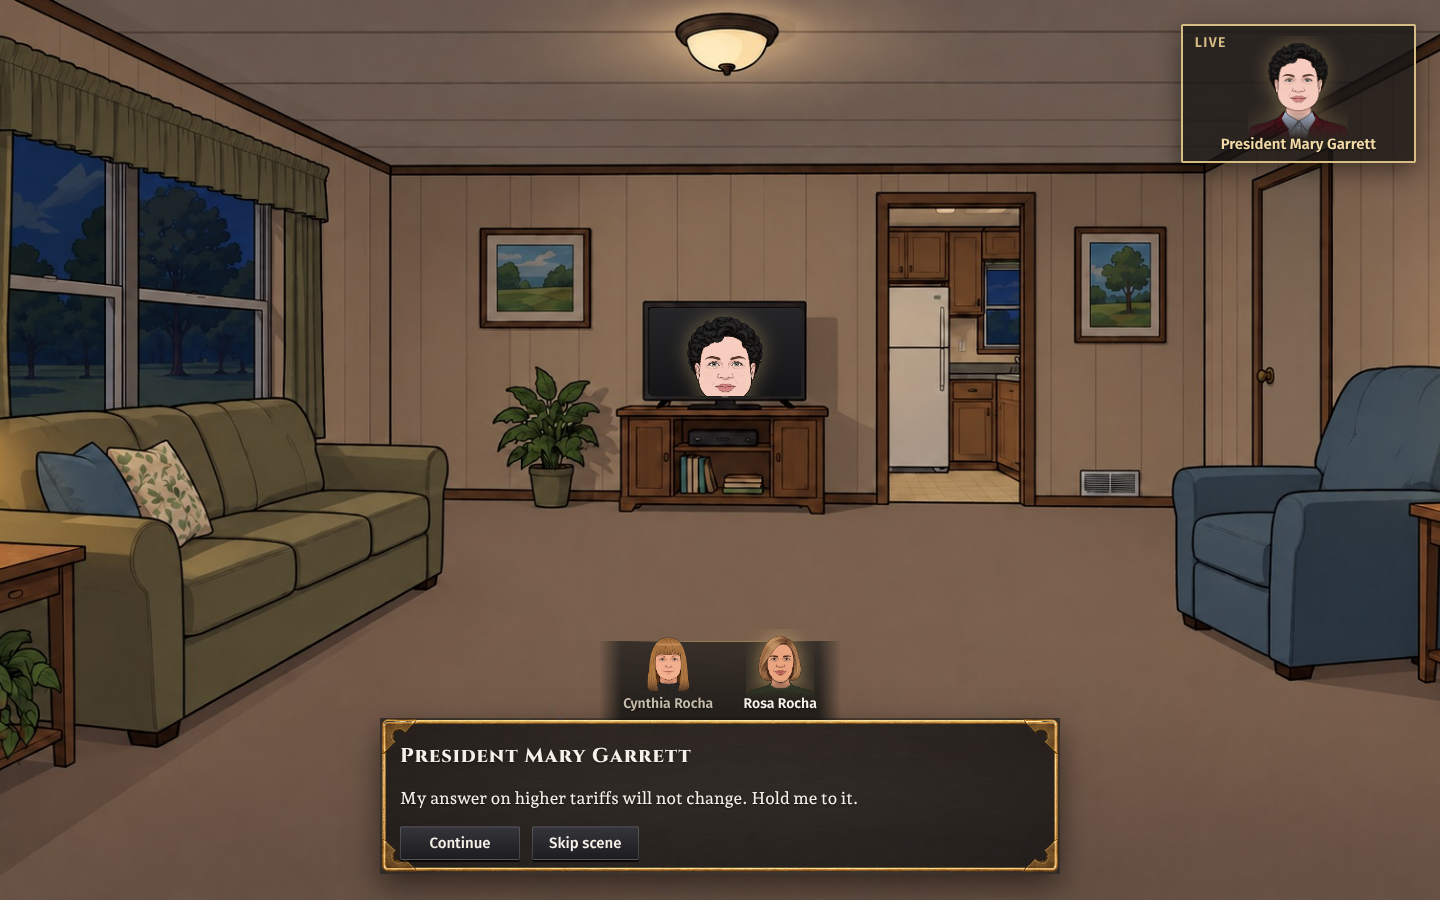 LIVE
President Mary Garrett
Cynthia Rocha
Rosa Rocha
President Mary Garrett
My answer on higher tariffs will not change. Hold me to it.
Continue
Skip scene